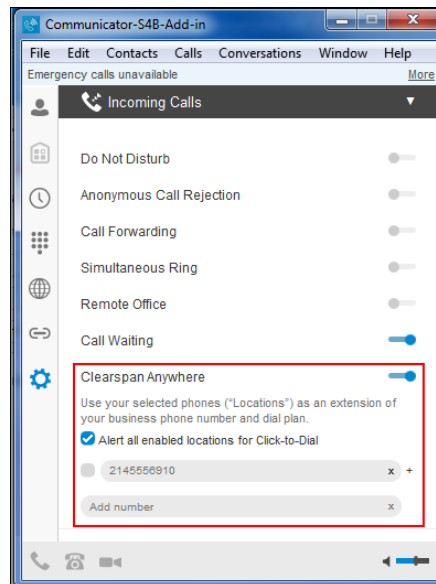 Communicator-S4B-Add-in
File Edit Contacts Calls Conversations Window Help
Emergency calls unavailable More
Incoming Calls
Do Not Disturb
Anonymous Call Rejection
Call Forwarding
Simultaneous Ring
Remote Office
Call Waiting
Clearspan Anywhere
Use your selected phones ("Locations") as an extension of
your business phone number and dial plan.
Alert all enabled locations for Click-to-Dial
2145556910 x +
Add number x